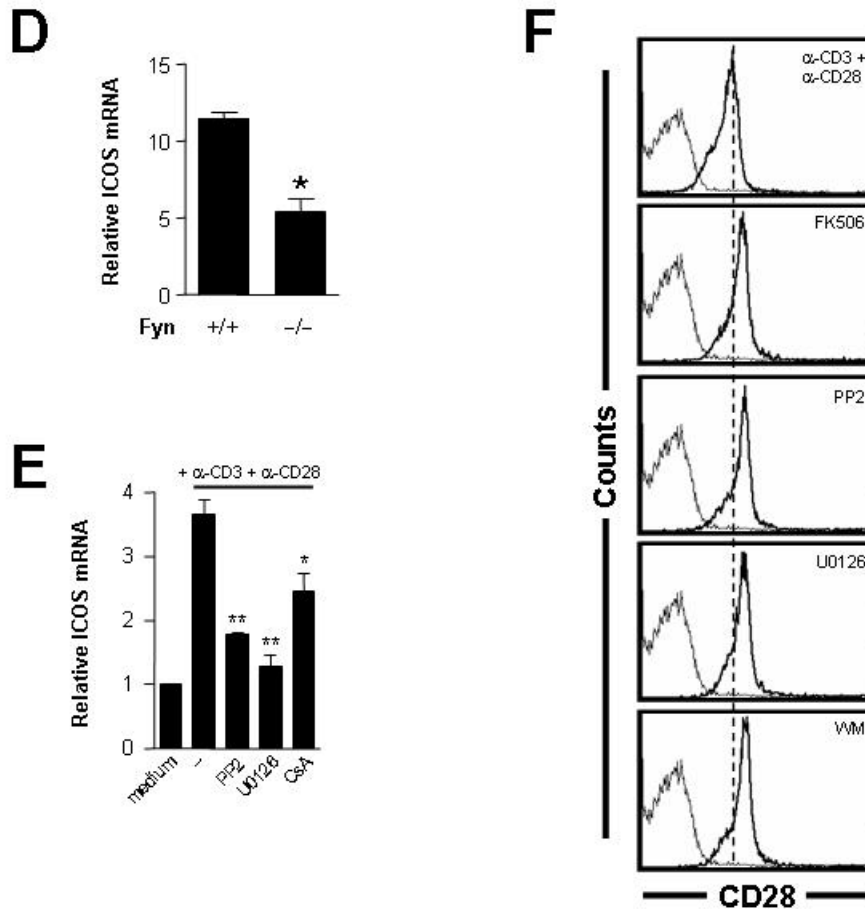 D
Relative ICOS mRNA
15
10
5
0
*
Fyn +/+ –/–
E
+ α-CD3 + α-CD28
Relative ICOS mRNA
4
3
2
1
0
** ** *
medium – PP2 U0126 CsA
F
Counts
α-CD3 +
α-CD28
FK506
PP2
U0126
WM
CD28